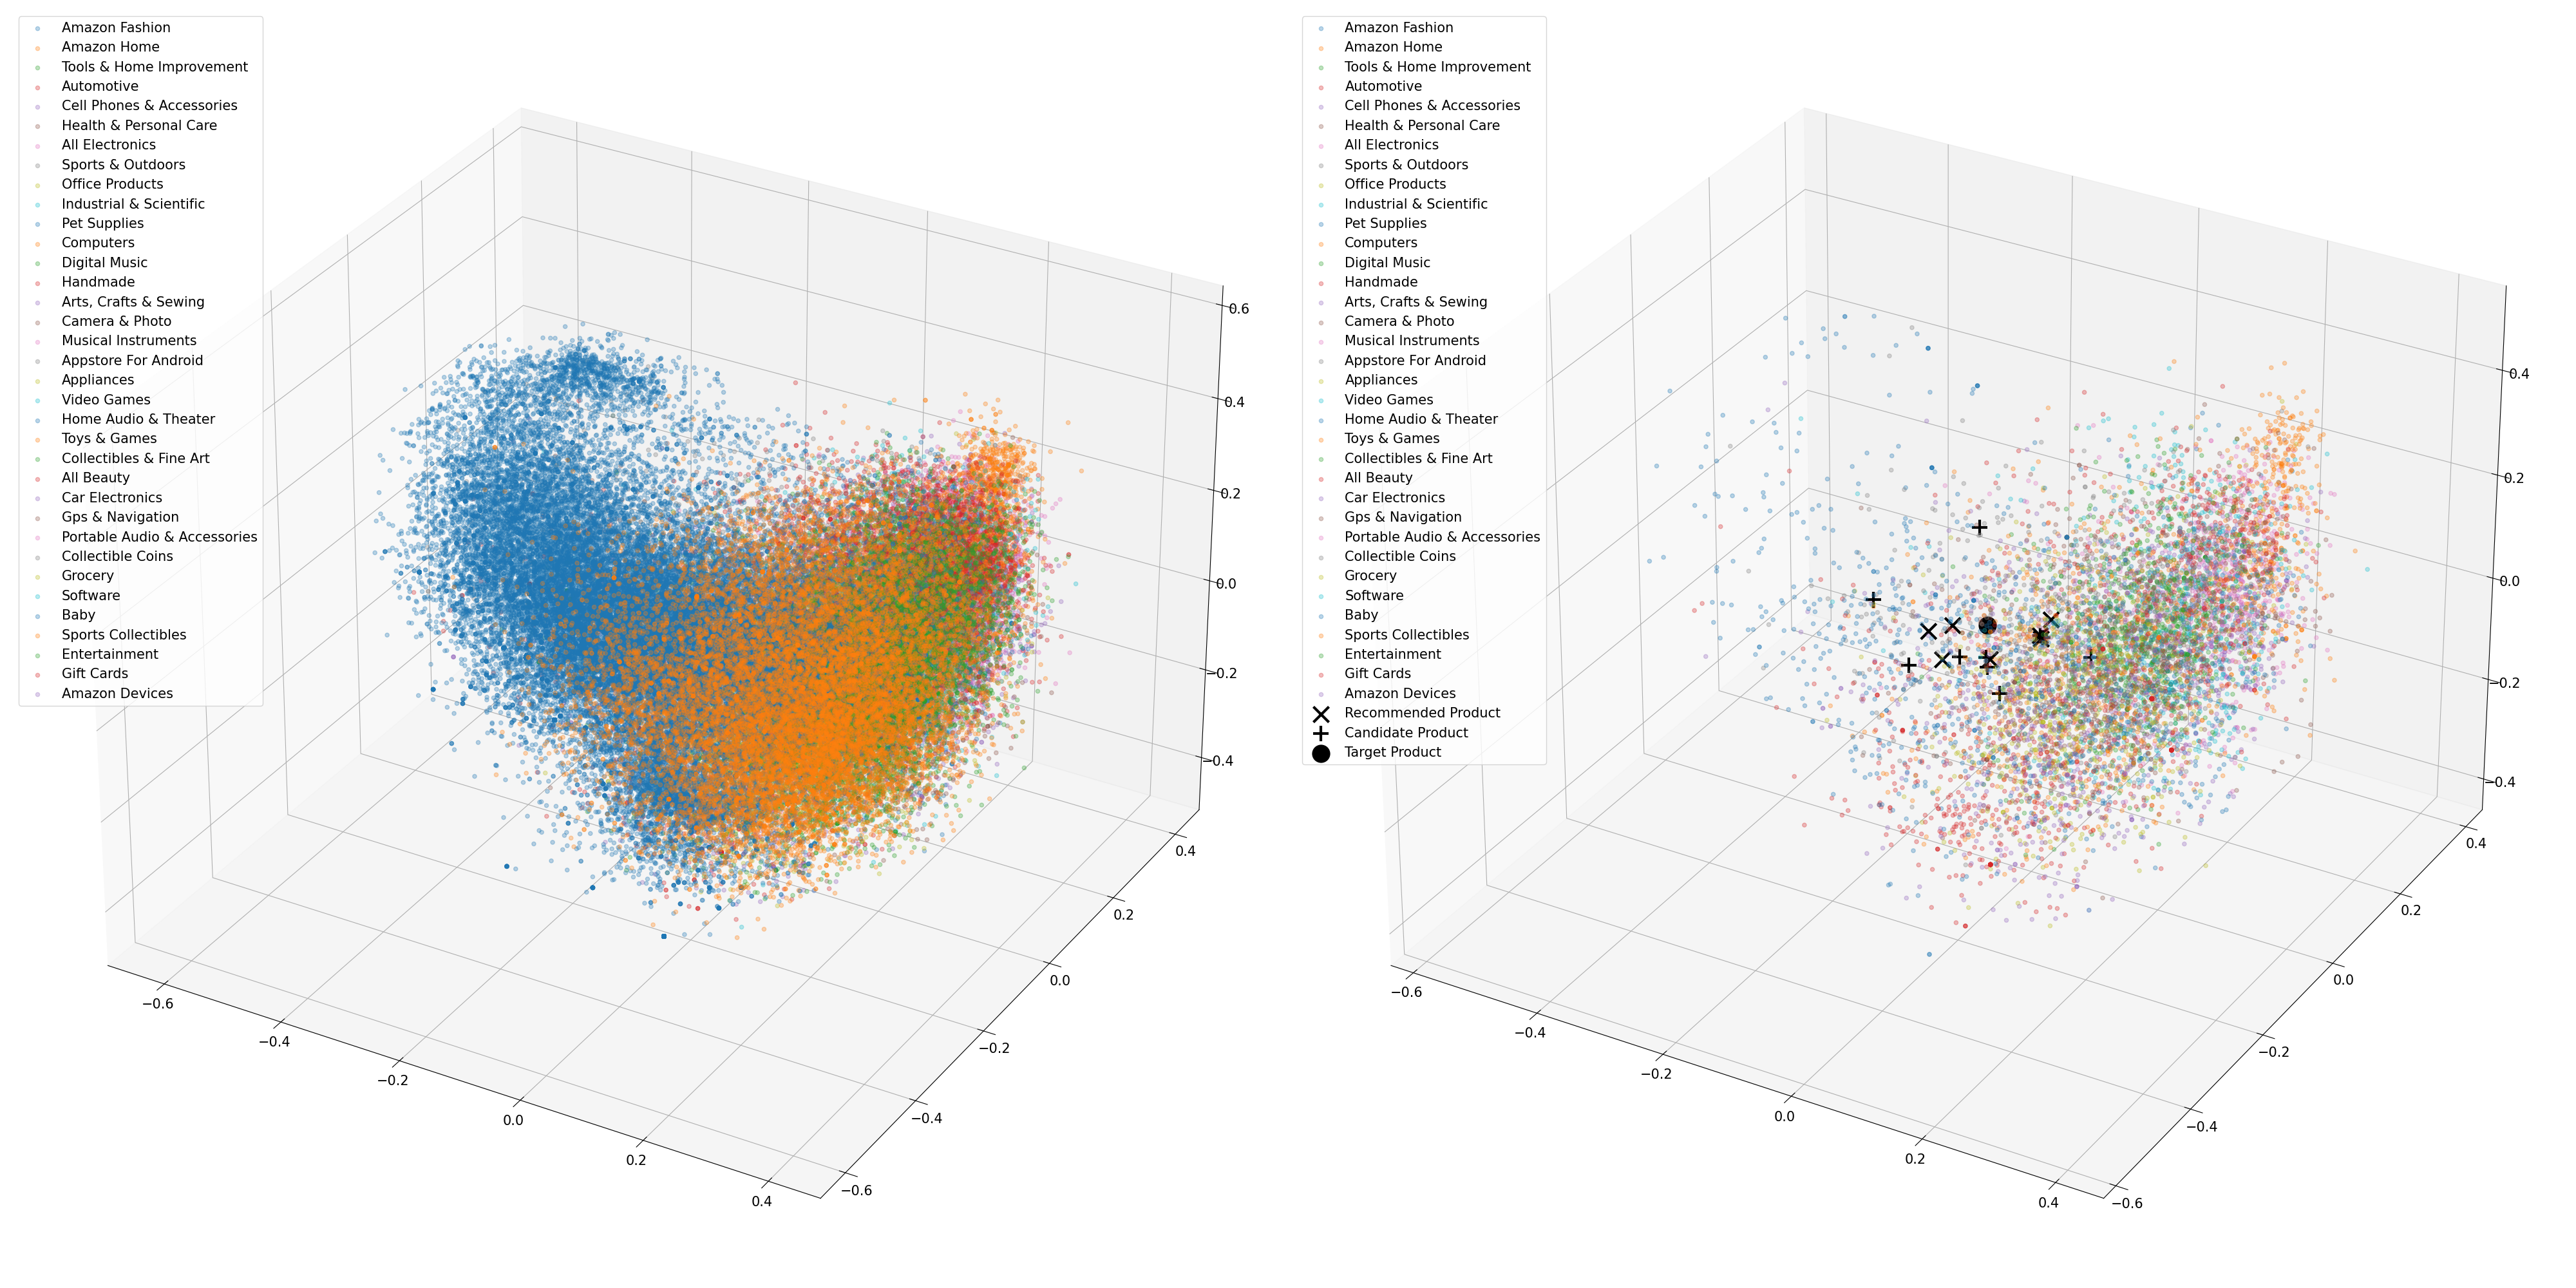 Amazon Fashion
Amazon Home
Tools & Home Improvement
Automotive
Cell Phones & Accessories
Health & Personal Care
All Electronics
Sports & Outdoors
Office Products
Industrial & Scientific
Pet Supplies
Computers
Digital Music
Handmade
Arts, Crafts & Sewing
Camera & Photo
Musical Instruments
Appstore For Android
Appliances
Video Games
Home Audio & Theater
Toys & Games
Collectibles & Fine Art
All Beauty
Car Electronics
Gps & Navigation
Portable Audio & Accessories
Collectible Coins
Grocery
Software
Baby
Sports Collectibles
Entertainment
Gift Cards
Amazon Devices
0.6
0.4
0.2
0.0
−0.2
−0.4
0.4
0.2
0.0
−0.2
−0.4
−0.6
−0.6
−0.4
−0.2
0.0
0.2
0.4
Amazon Fashion
Amazon Home
Tools & Home Improvement
Automotive
Cell Phones & Accessories
Health & Personal Care
All Electronics
Sports & Outdoors
Office Products
Industrial & Scientific
Pet Supplies
Computers
Digital Music
Handmade
Arts, Crafts & Sewing
Camera & Photo
Musical Instruments
Appstore For Android
Appliances
Video Games
Home Audio & Theater
Toys & Games
Collectibles & Fine Art
All Beauty
Car Electronics
Gps & Navigation
Portable Audio & Accessories
Collectible Coins
Grocery
Software
Baby
Sports Collectibles
Entertainment
Gift Cards
Amazon Devices
Recommended Product
Candidate Product
Target Product
0.4
0.2
0.0
−0.2
−0.4
0.4
0.2
0.0
−0.2
−0.4
−0.6
−0.6
−0.4
−0.2
0.0
0.2
0.4